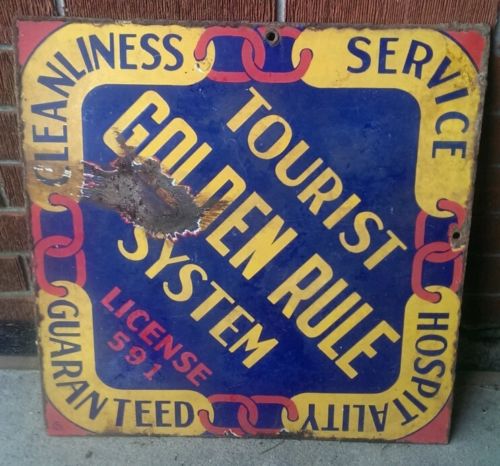 CLEANLINESS
SERVICE
TOURIST
GOLDEN RULE
SYSTEM
LICENSE
591
GUARANTEED
HOSPITALITY